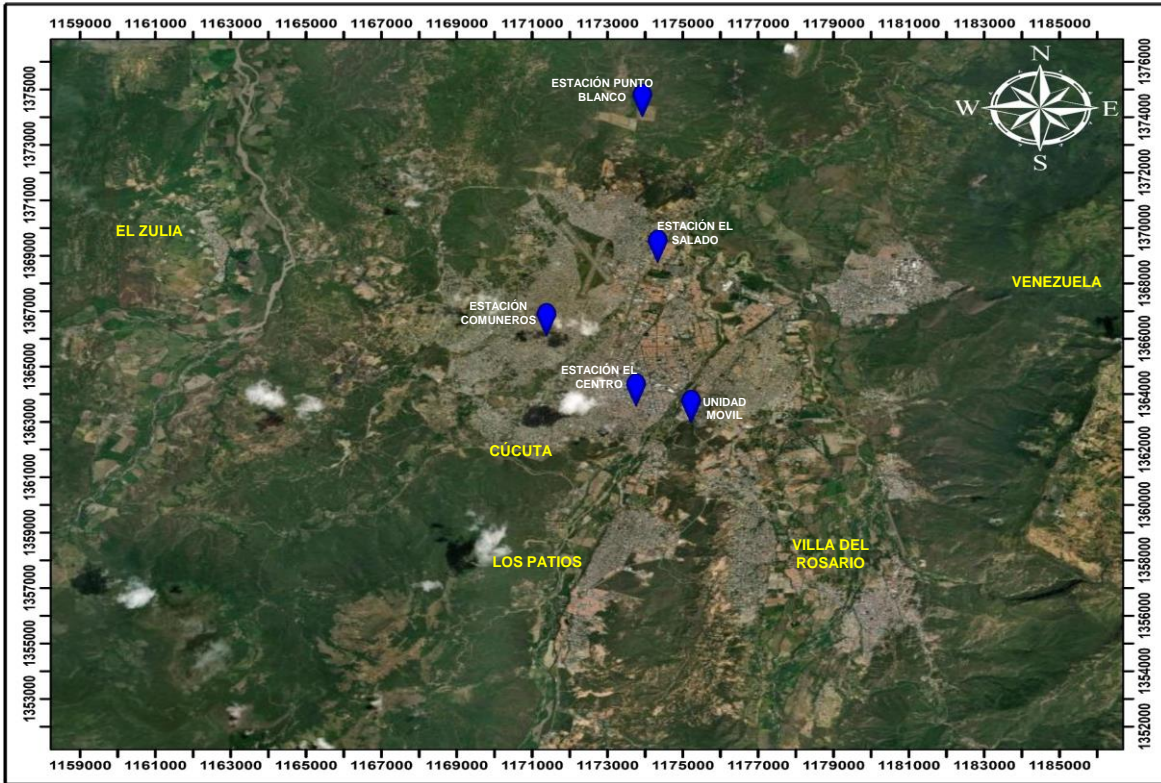 1159000 1161000 1163000 1165000 1167000 1169000 1171000 1173000 1175000 1177000 1179000 1181000 1183000 1185000
1375000
1373000
1371000
1369000
1367000
1365000
1363000
1361000
1359000
1357000
1355000
1353000
N
W
E
S
ESTACIÓN PUNTO
BLANCO
EL ZULIA
ESTACIÓN EL
SALADO
VENEZUELA
ESTACIÓN
COMUNEROS
ESTACIÓN EL
CENTRO
UNIDAD
MOVIL
CÚCUTA
LOS PATIOS
VILLA DEL
ROSARIO
1376000
1374000
1372000
1370000
1368000
1366000
1364000
1362000
1360000
1358000
1356000
1354000
1352000
1159000 1161000 1163000 1165000 1167000 1169000 1171000 1173000 1175000 1177000 1179000 1181000 1183000 1185000